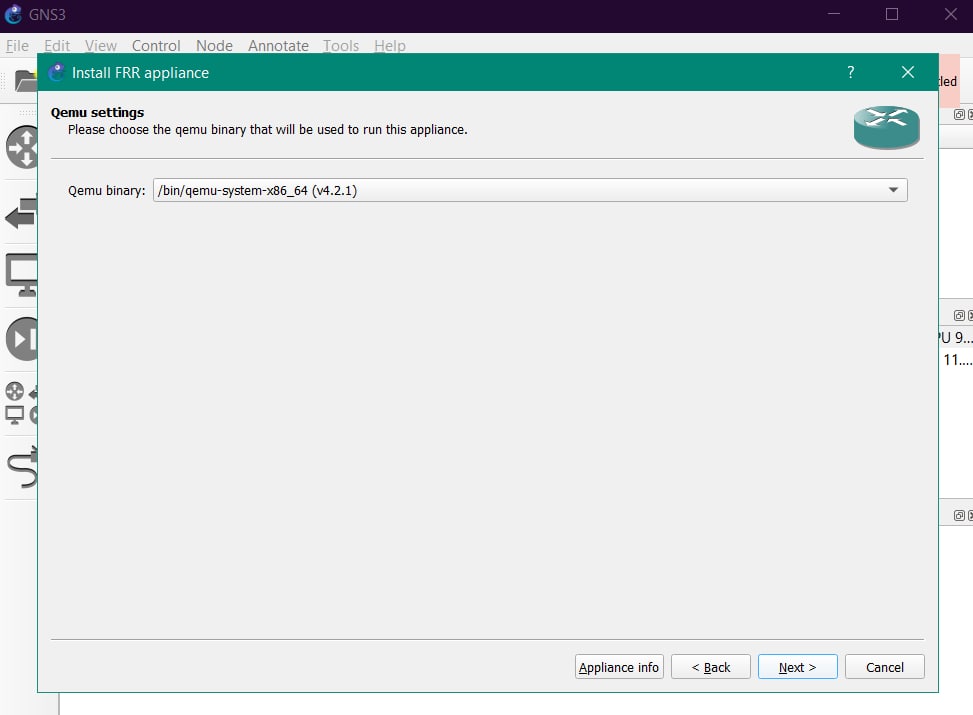 GNS3
File Edit View Control Node Annotate Tools Help
Install FRR appliance
?
Qemu settings
Please choose the qemu binary that will be used to run this appliance.
Qemu binary: /bin/qemu-system-x86_64 (v4.2.1)
9...
11....
Appliance info < Back Next > Cancel